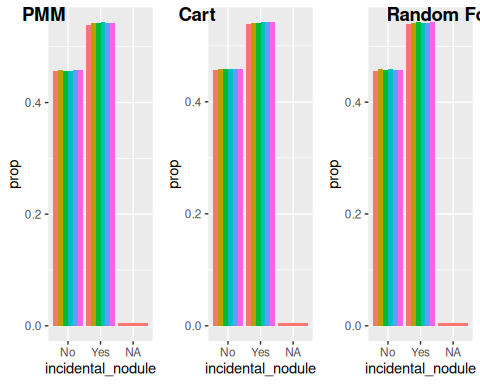 PMM
Cart
Random Fo
0.4
0.2
0.0
prop
No Yes NA
incidental_nodule
0.4
0.2
0.0
prop
No Yes NA
incidental_nodule
0.4
0.2
0.0
prop
No Yes NA
incidental_nodule